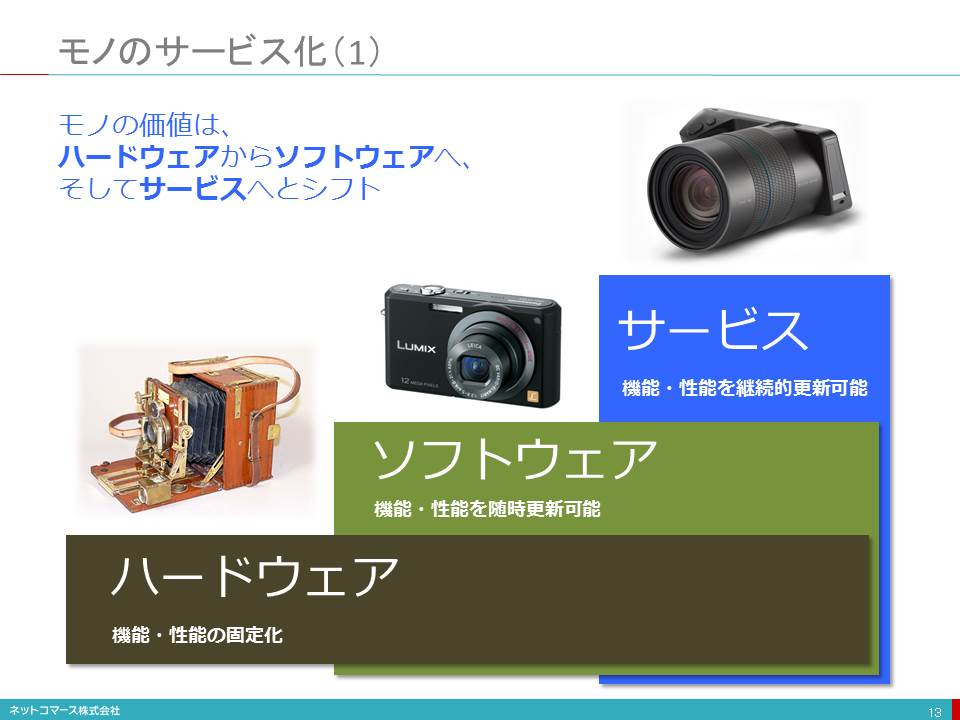 モノのサービス化（1）
モノの価値は、
ハードウェアからソフトウェアへ、
そしてサービスへとシフト
LUMIX
LEICA
12 MEGA PIXELS
サービス
機能・性能を継続的更新可能
ソフトウェア
機能・性能を随時更新可能
ハードウェア
機能・性能の固定化
ネットコマース株式会社
13